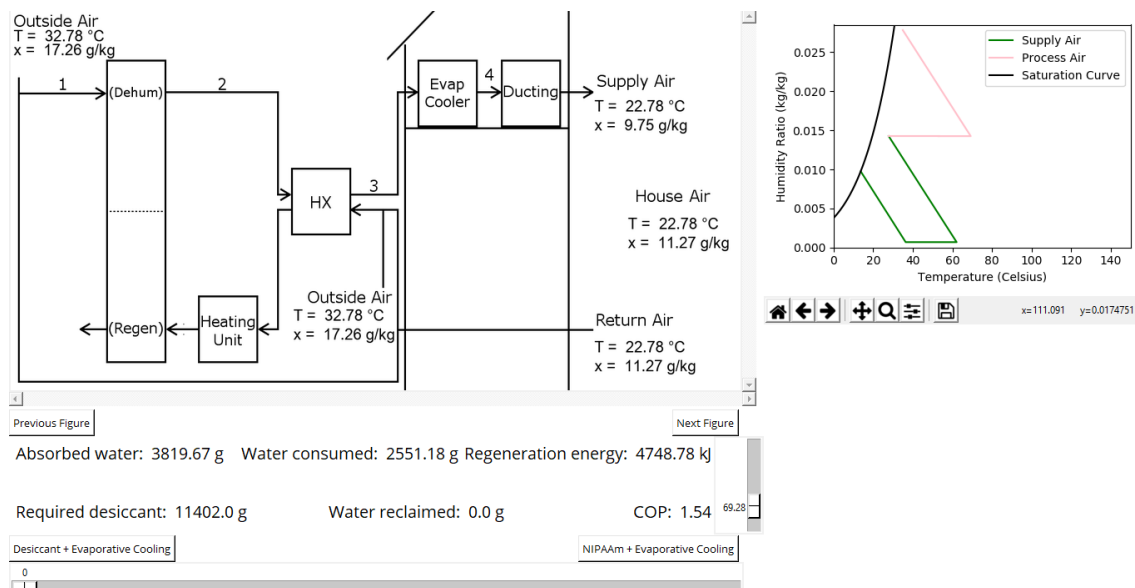 Outside Air
T = 32.78 °C
x = 17.26 g/kg
1
(Dehum)
2
Evap
Cooler
4
Ducting
Supply Air
T = 22.78 °C
x = 9.75 g/kg
HX
3
House Air
T = 22.78 °C
x = 11.27 g/kg
Outside Air
T = 32.78 °C
x = 17.26 g/kg
(Regen)
Heating
Unit
Return Air
T = 22.78 °C
x = 11.27 g/kg
Supply Air
Process Air
Saturation Curve
Humidity Ratio (kg/kg)
0.025
0.020
0.015
0.010
0.005
0.000
0 20 40 60 80 100 120 140
Temperature (Celsius)
x=111.091 y=0.0174751
Previous Figure
Next Figure
Absorbed water: 3819.67 g Water consumed: 2551.18 g Regeneration energy: 4748.78 kJ
Required desiccant: 11402.0 g Water reclaimed: 0.0 g COP: 1.54
69.28
Desiccant + Evaporative Cooling
NIPAAm + Evaporative Cooling
0